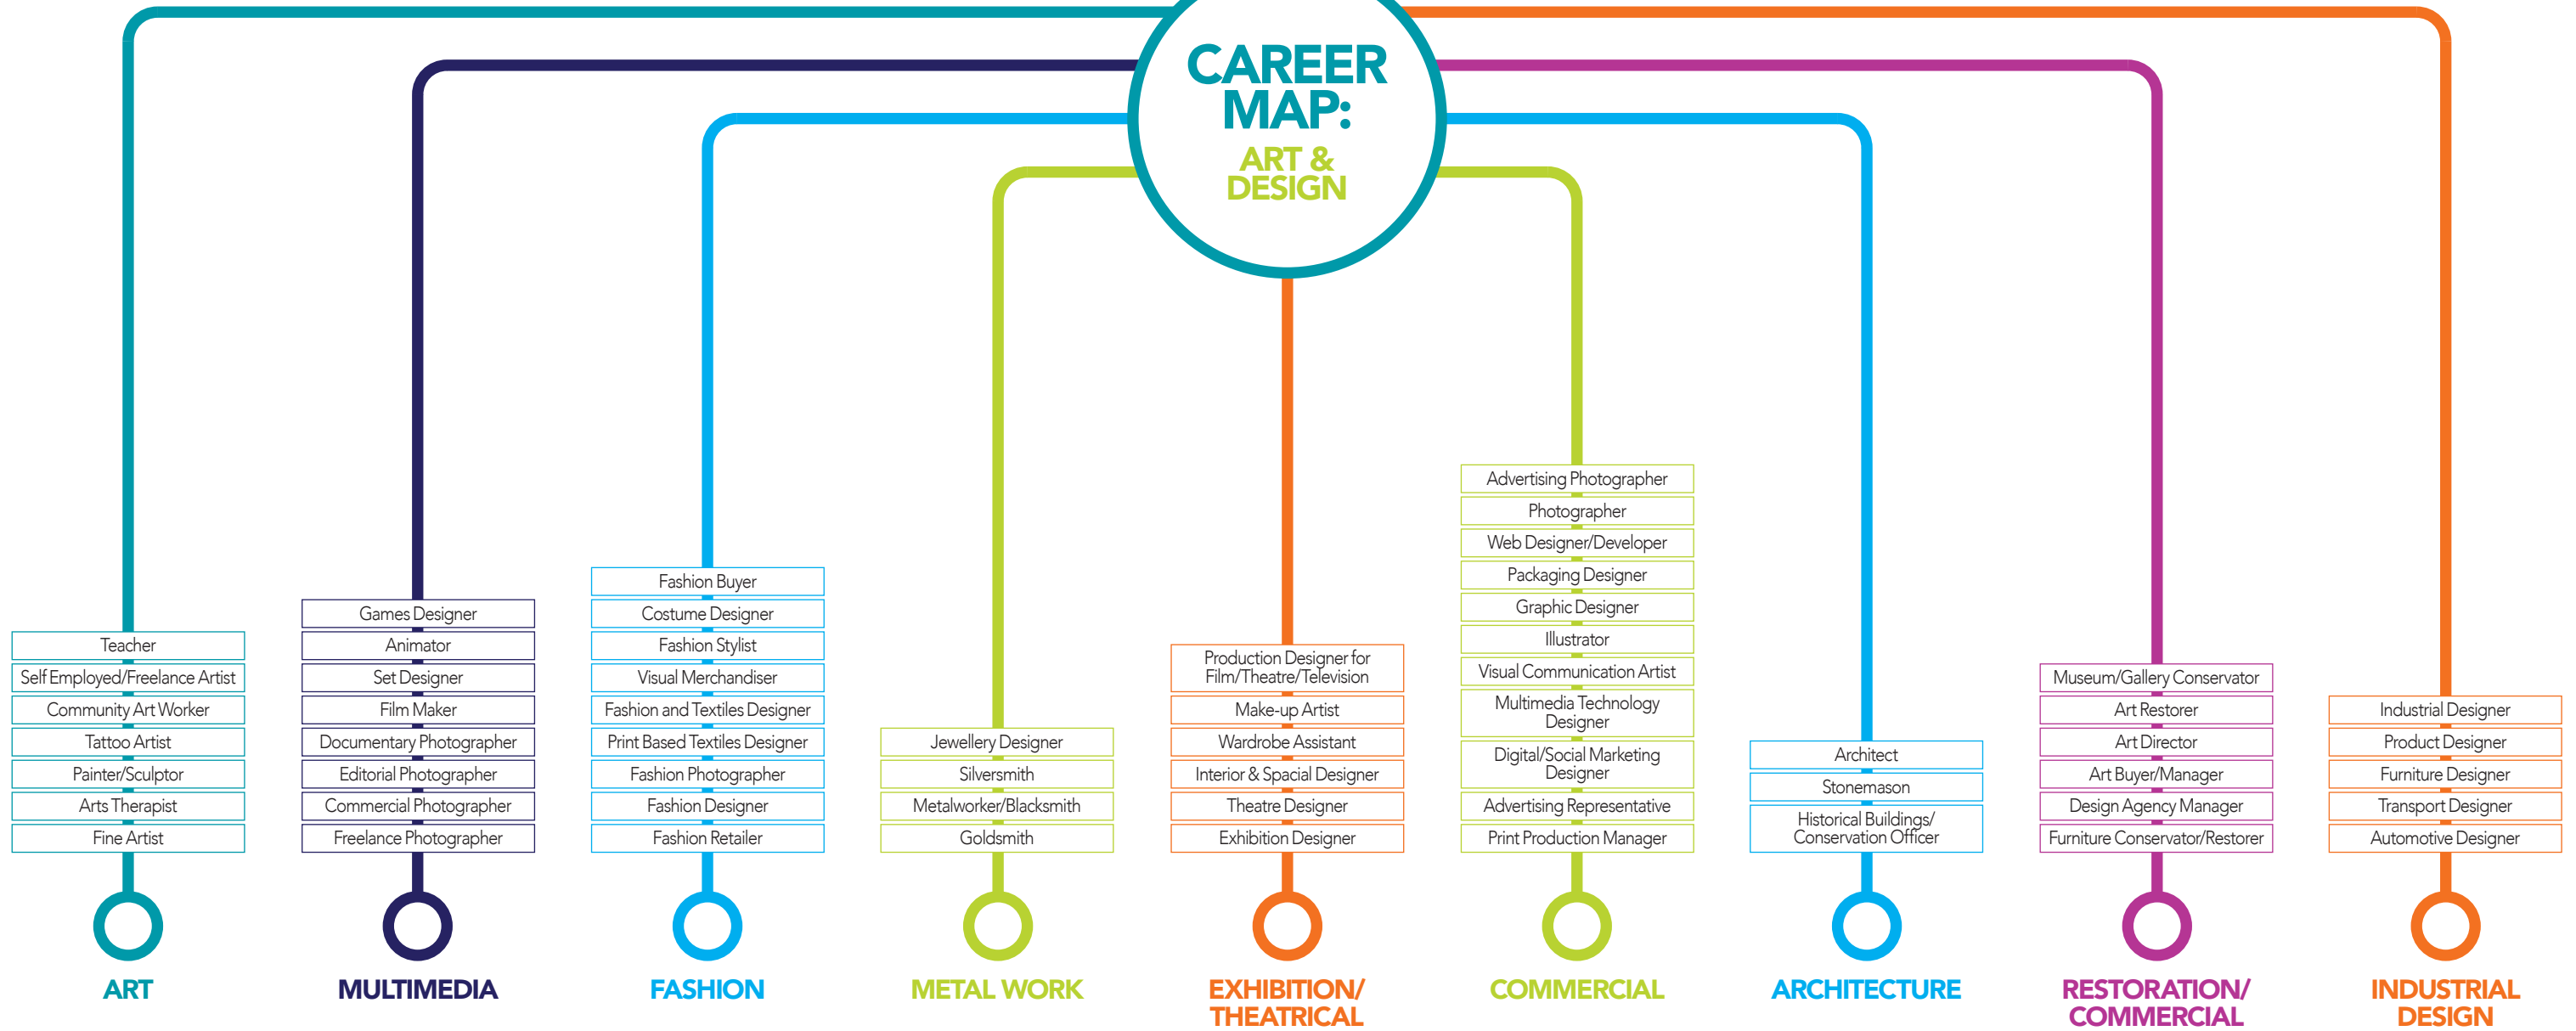 CAREER
MAP:
ART &
DESIGN
Teacher
Self Employed/Freelance Artist
Community Art Worker
Tattoo Artist
Painter/Sculptor
Arts Therapist
Fine Artist
ART
Games Designer
Animator
Set Designer
Film Maker
Documentary Photographer
Editorial Photographer
Commercial Photographer
Freelance Photographer
MULTIMEDIA
Fashion Buyer
Costume Designer
Fashion Stylist
Visual Merchandiser
Fashion and Textiles Designer
Print Based Textiles Designer
Fashion Photographer
Fashion Designer
Fashion Retailer
FASHION
Jewellery Designer
Silversmith
Metalworker/Blacksmith
Goldsmith
METAL WORK
Production Designer for
Film/Theatre/Television
Make-up Artist
Wardrobe Assistant
Interior & Spacial Designer
Theatre Designer
Exhibition Designer
EXHIBITION/
THEATRICAL
Advertising Photographer
Photographer
Web Designer/Developer
Packaging Designer
Graphic Designer
Illustrator
Visual Communication Artist
Multimedia Technology
Designer
Digital/Social Marketing
Designer
Advertising Representative
Print Production Manager
COMMERCIAL
Architect
Stonemason
Historical Buildings/
Conservation Officer
ARCHITECTURE
Museum/Gallery Conservator
Art Restorer
Art Director
Art Buyer/Manager
Design Agency Manager
Furniture Conservator/Restorer
RESTORATION/
COMMERCIAL
Industrial Designer
Product Designer
Furniture Designer
Transport Designer
Automotive Designer
INDUSTRIAL
DESIGN